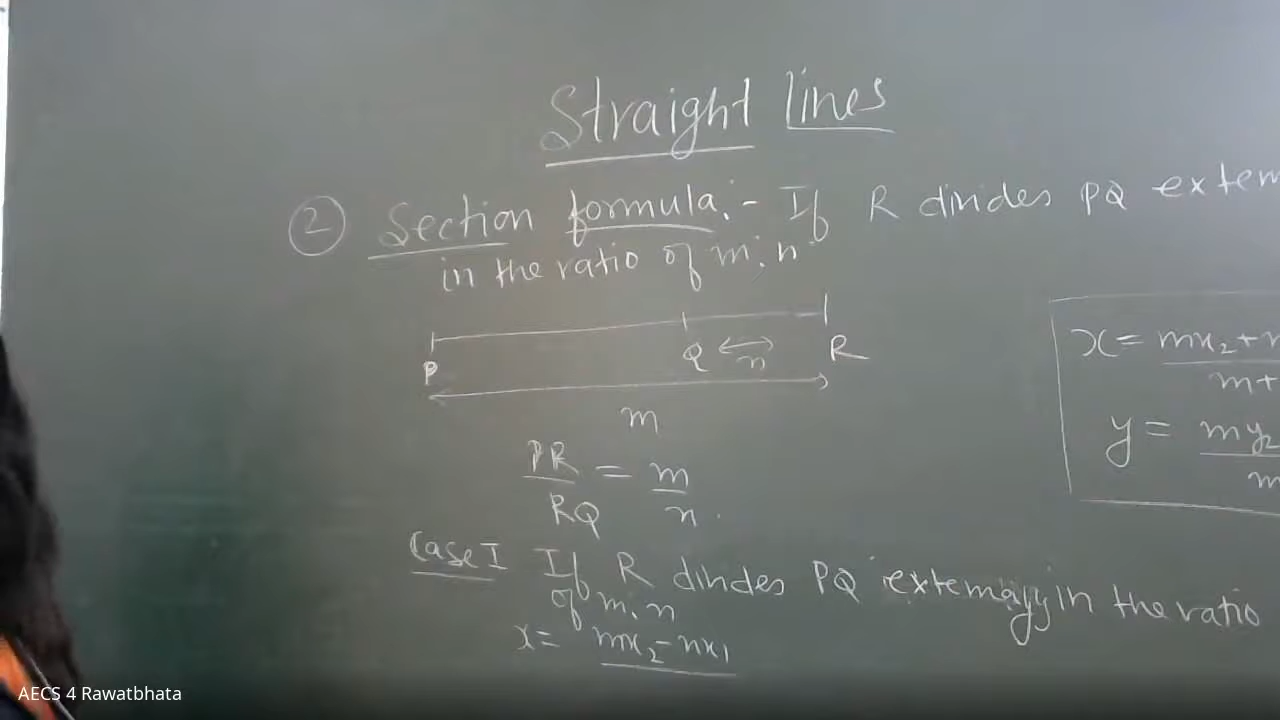 Straight Lines
② Section formula :- If R divides PQ extern
in the ratio of m:n
P Q n R
m
PR/RQ = m/n
x = mx₂+n
m+
y = my₂
m
Case I If R divides PQ in the ratio
of m:n
x = mx₂-nx₁
AECS 4 Rawatbhata